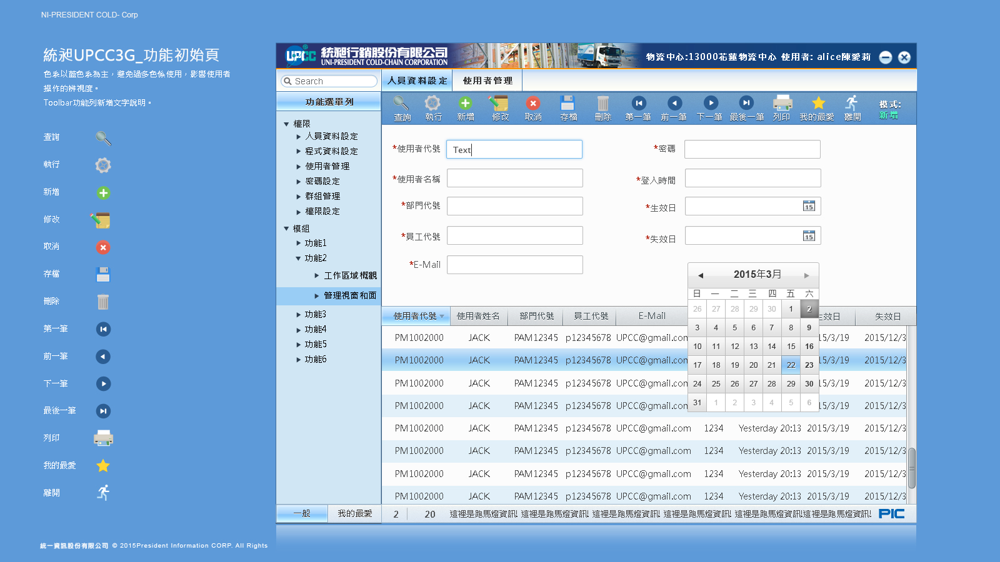 NI-PRESIDENT COLD- Corp
統昶UPCC3G_功能初始頁
色系以藍色系為主，避免過多色係使用，影響使用者
操作的辨視度。
Toolbar功能列新增文字說明。
查詢
執行
新增
修改
取消
存檔
刪除
第一筆
前一筆
下一筆
最後一筆
列印
我的最愛
離開
統一資訊股份有限公司 © 2015President Information CORP. All Rights
UPCC 統昶行銷股份有限公司
UNI-PRESIDENT COLD-CHAIN CORPORATION
物流中心:13000花蓮物流中心 使用者: alice陳愛莉
Search
人員資料設定 使用者管理
功能選單列
查詢 執行 新增 修改 取消 存檔 刪除 第一筆 前一筆 下一筆 最後一筆 列印 我的最愛 離開
模式:
新增
權限
人員資料設定
程式資料設定
使用者管理
密碼設定
群組管理
權限設定
模組
功能1
功能2
工作區域概觀
管理視窗和面
功能3
功能4
功能5
功能6
一般 我的最愛
*使用者代號 Text *密碼
*使用者名稱 *登入時間
*部門代號 *生效日 15
*員工代號 *失效日 15
*E-Mail
2015年3月
日 一 二 三 四 五 六
26 27 28 29 30 1 2
3 4 5 6 7 8 9
10 11 12 13 14 15 16
17 18 19 20 21 22 23
24 25 26 27 28 29 30
31 1 2 3 4 5 6
使用者代號 使用者姓名 部門代號 員工代號 E-Mail 效日 失效日
PM1002000 JACK PAM12345 p12345678 UPCC@gmail.com 15/3/19 2015/12/3
PM1002000 JACK PAM12345 p12345678 UPCC@gmail.com 15/3/19 2015/12/3
PM1002000 JACK PAM12345 p12345678 UPCC@gmail.com 15/3/19 2015/12/3
PM1002000 JACK PAM12345 p12345678 UPCC@gmail.com 15/3/19 2015/12/3
PM1002000 JACK PAM12345 p12345678 UPCC@gmail.com 1234 Yesterday 20:13 2015/3/19 2015/12/3
PM1002000 JACK PAM12345 p12345678 UPCC@gmail.com 1234 Yesterday 20:13 2015/3/19 2015/12/3
PM1002000 JACK PAM12345 p12345678 UPCC@gmail.com 1234 Yesterday 20:13 2015/3/19 2015/12/3
PM1002000 JACK PAM12345 p12345678 UPCC@gmail.com 1234 Yesterday 20:13 2015/3/19 2015/12/3
2 20 這裡是跑馬燈資訊! 這裡是跑馬燈資訊! 這裡是跑馬燈資訊! 這裡是跑馬燈資訊! 這裡是跑馬燈資訊!這裡是跑馬燈資訊! PIC